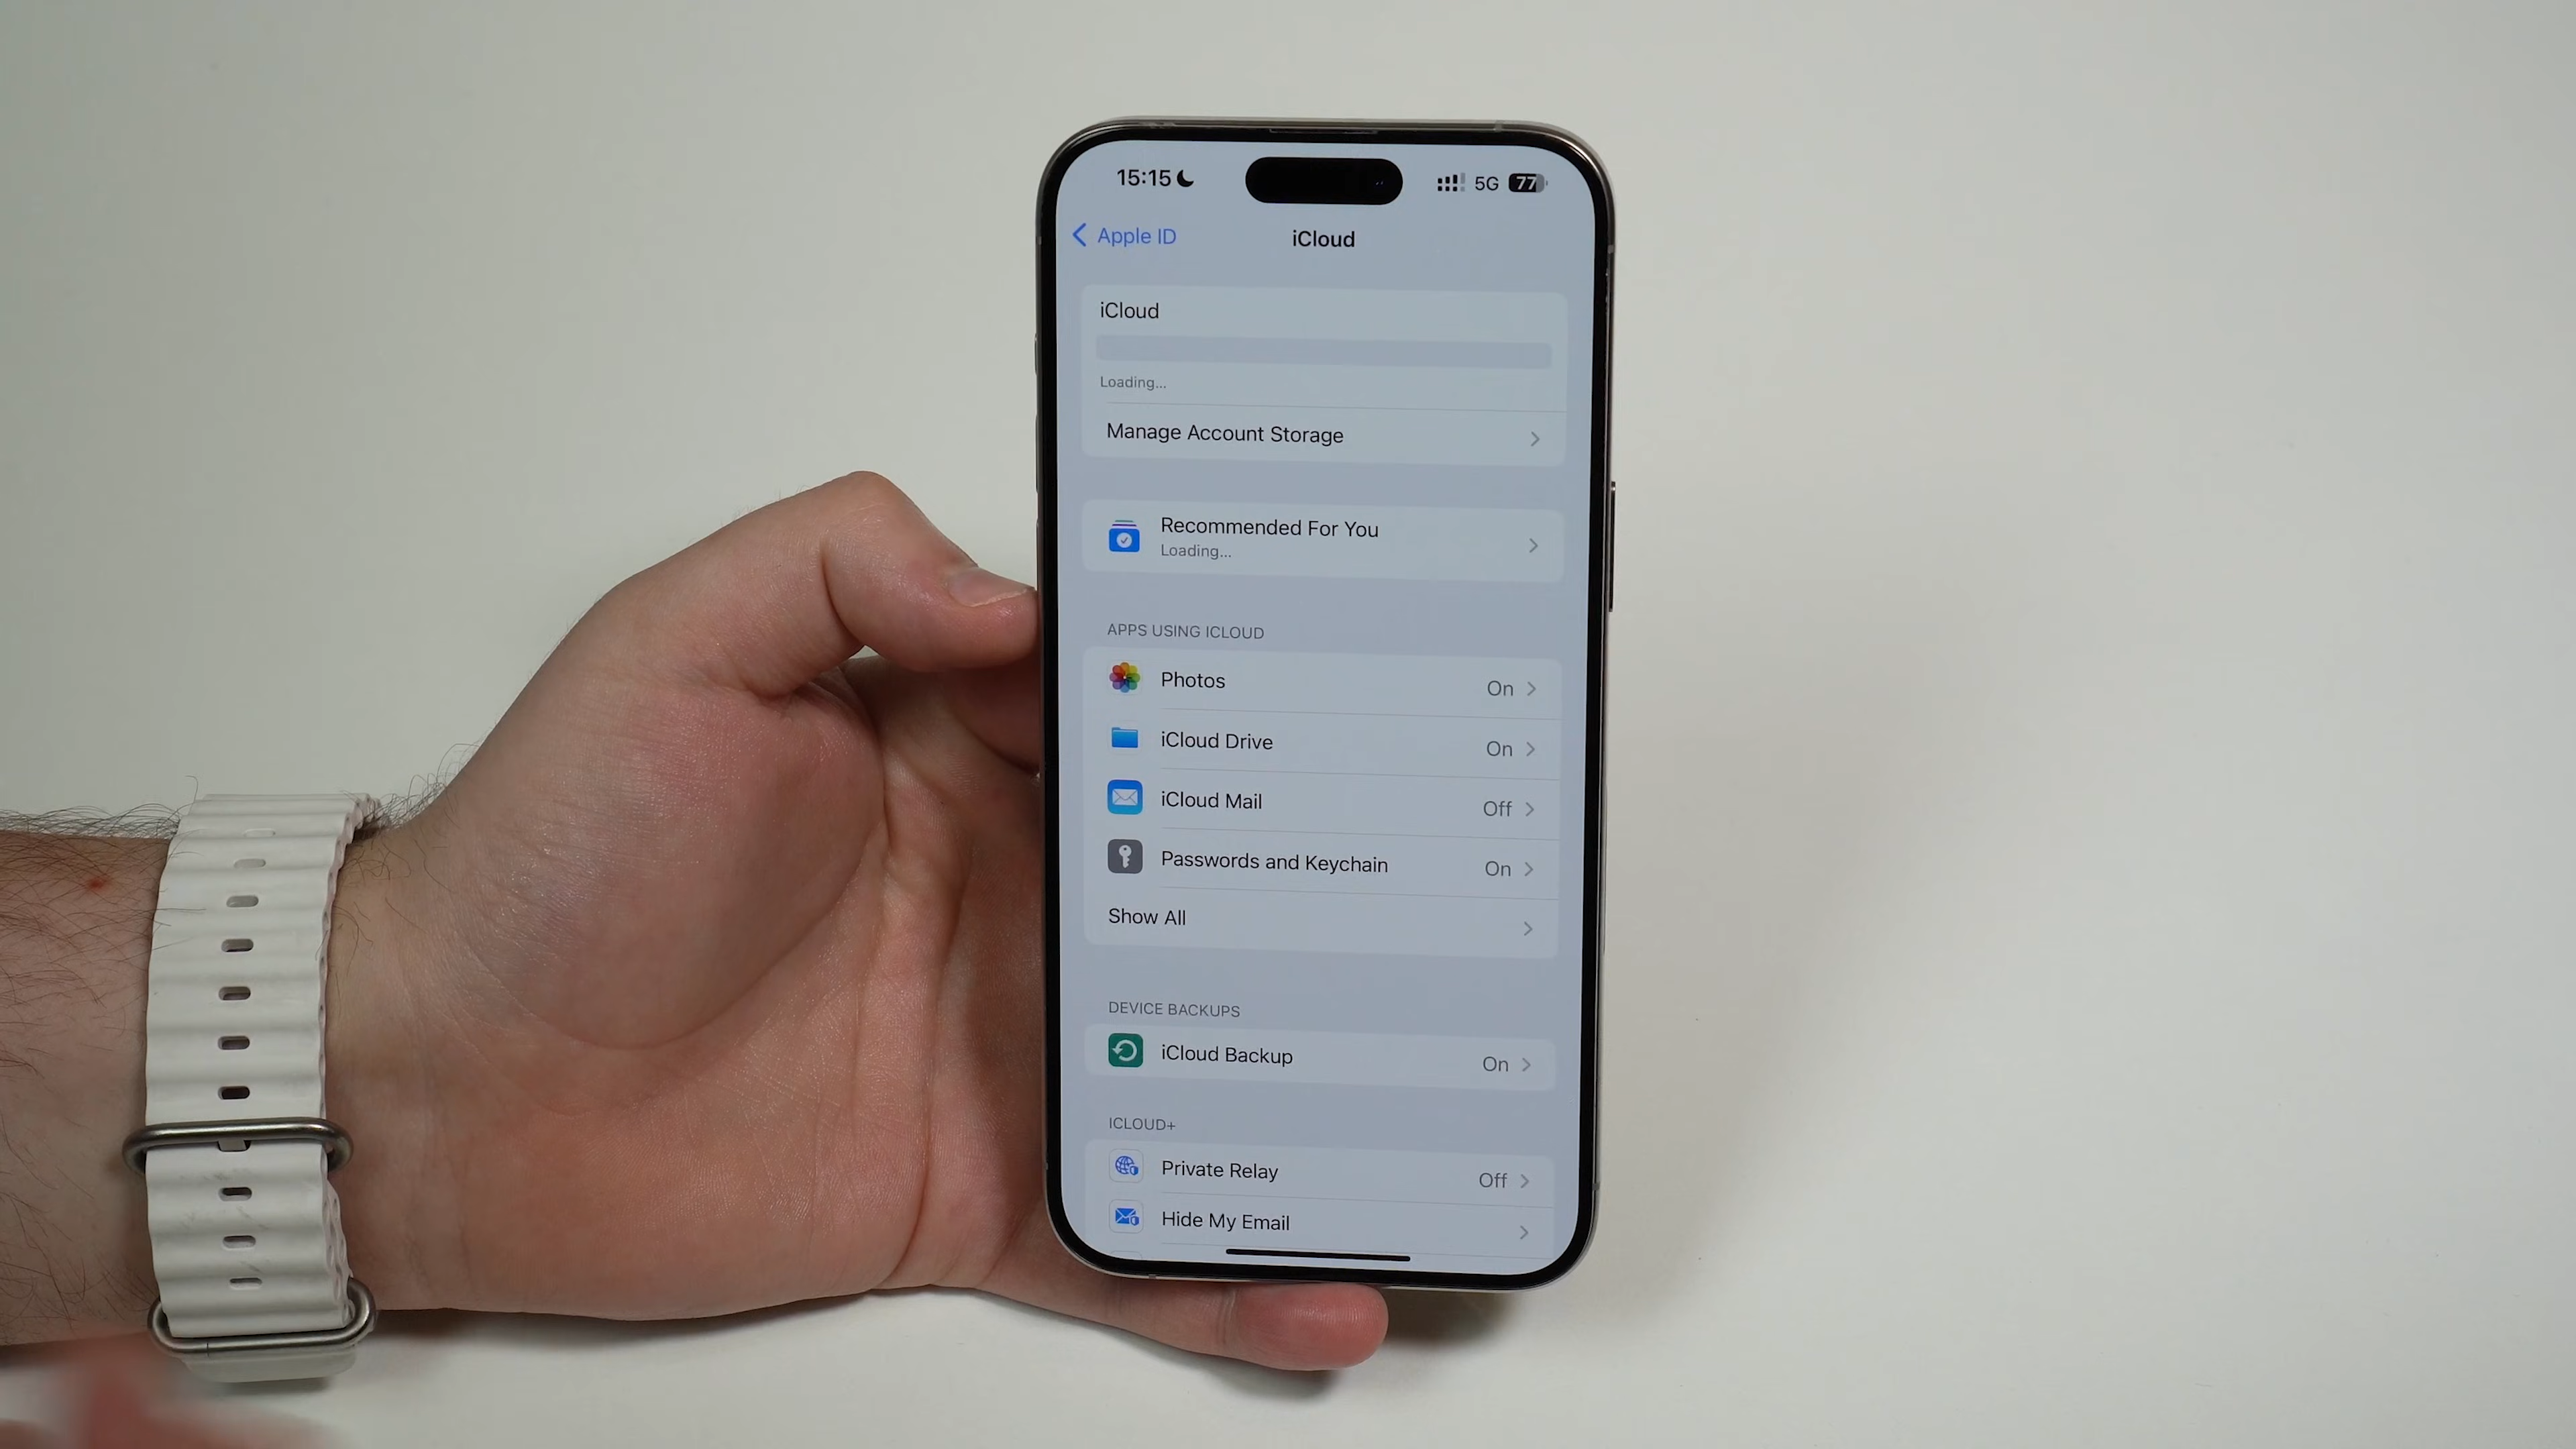 15:15
5G
77
Apple ID
iCloud
iCloud
Loading...
Manage Account Storage
Recommended For You
Loading...
APPS USING ICLOUD
Photos On
iCloud Drive On
iCloud Mail Off
Passwords and Keychain On
Show All
DEVICE BACKUPS
iCloud Backup On
ICLOUD+
Private Relay Off
Hide My Email